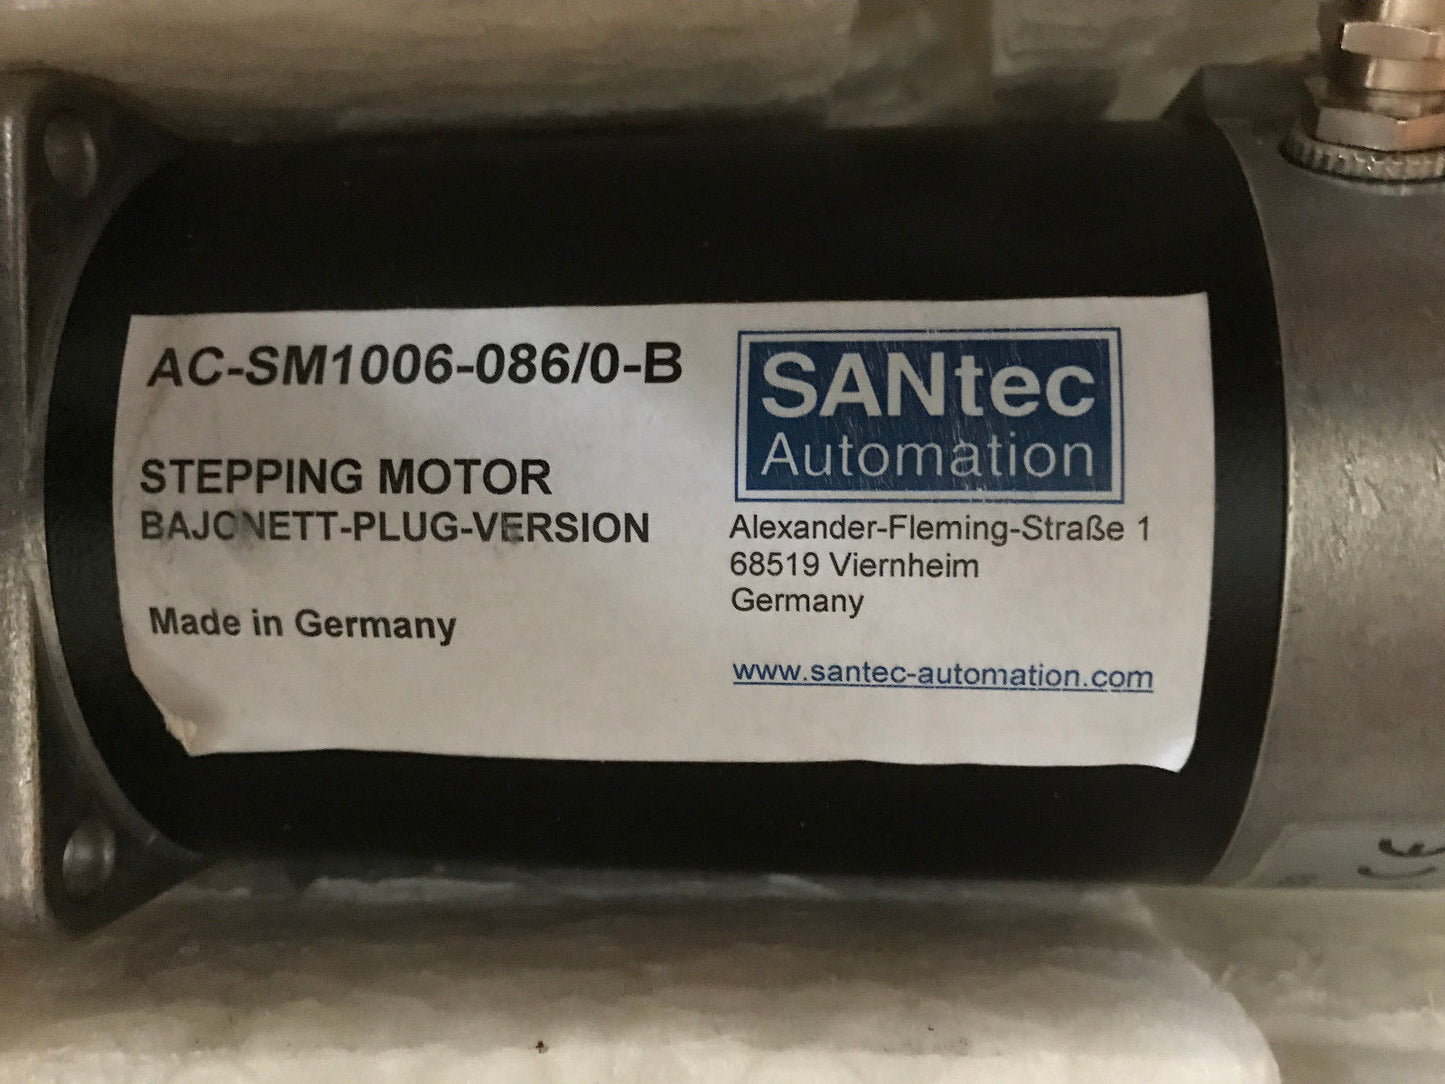 AC-SM1006-086/0-B
STEPPING MOTOR
BAJONETT-PLUG-VERSION
Made in Germany
SANtec
Automation
Alexander-Fleming-Straße 1
68519 Viernheim
Germany
www.santec-automation.com
CE